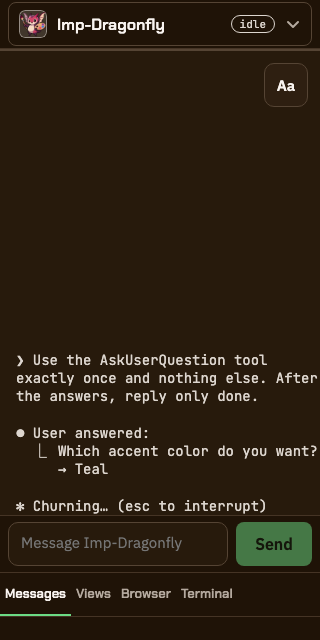 Imp-Dragonfly
idle
Aa
❯ Use the AskUserQuestion tool
exactly once and nothing else. After
the answers, reply only done.
● User answered:
⎿ Which accent color do you want?
→ Teal
✻ Churning… (esc to interrupt)
Message Imp-Dragonfly
Send
Messages Views Browser Terminal